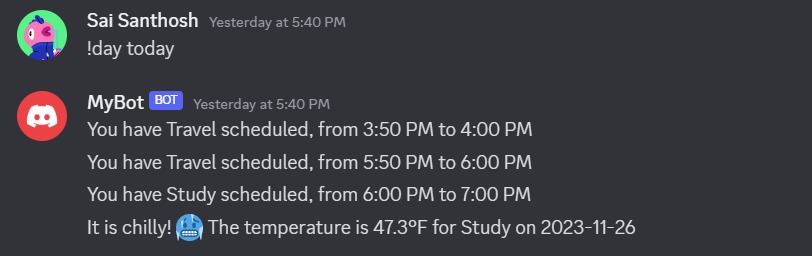 Sai Santhosh Yesterday at 5:40 PM
!day today
MyBot BOT Yesterday at 5:40 PM
You have Travel scheduled, from 3:50 PM to 4:00 PM
You have Travel scheduled, from 5:50 PM to 6:00 PM
You have Study scheduled, from 6:00 PM to 7:00 PM
It is chilly! 🥶 The temperature is 47.3°F for Study on 2023-11-26